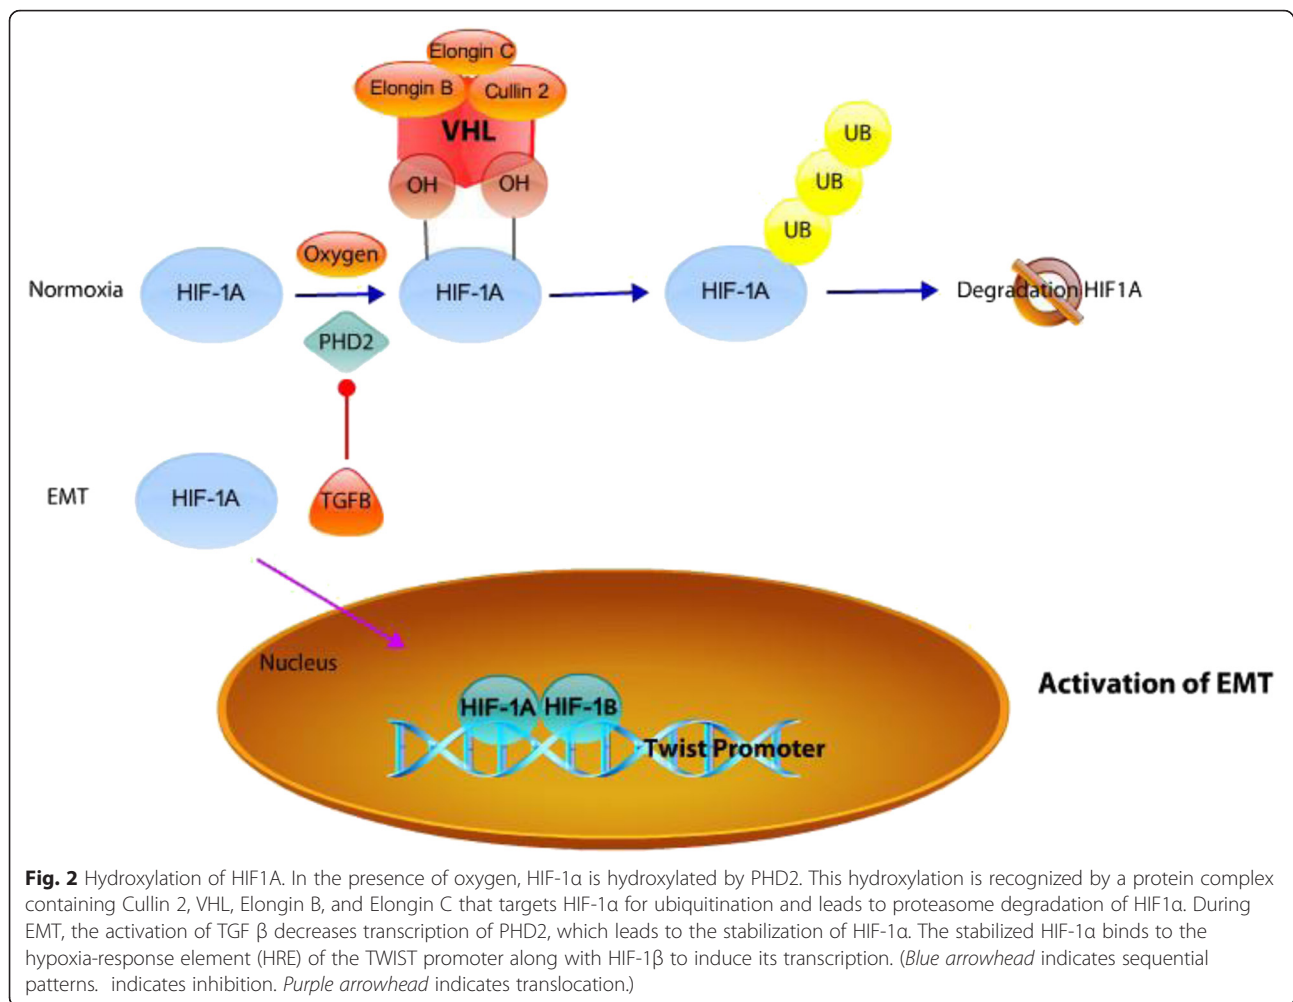 Elongin C
Elongin B
Cullin 2
VHL
OH
OH
UB
UB
UB
Normoxia
HIF-1A
Oxygen
HIF-1A
HIF-1A
Degradation HIF1A
PHD2
EMT
HIF-1A
TGFB
Nucleus
HIF-1A
HIF-1B
Twist Promoter
Activation of EMT
Fig. 2 Hydroxylation of HIF1A. In the presence of oxygen, HIF-1α is hydroxylated by PHD2. This hydroxylation is recognized by a protein complex
containing Cullin 2, VHL, Elongin B, and Elongin C that targets HIF-1α for ubiquitination and leads to proteasome degradation of HIF1α. During
EMT, the activation of TGF β decreases transcription of PHD2, which leads to the stabilization of HIF-1α. The stabilized HIF-1α binds to the
hypoxia-response element (HRE) of the TWIST promoter along with HIF-1β to induce its transcription. (Blue arrowhead indicates sequential
patterns. indicates inhibition. Purple arrowhead indicates translocation.)